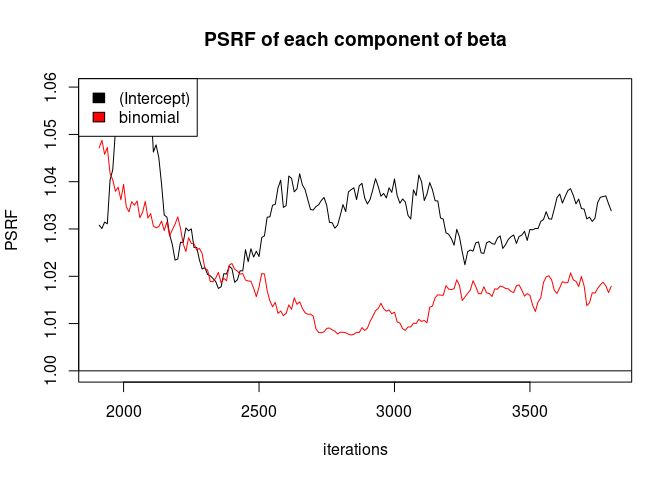 PSRF of each component of beta
(Intercept)
binomial
1.06
1.05
1.04
1.03
1.02
1.01
1.00
PSRF
2000 2500 3000 3500
iterations